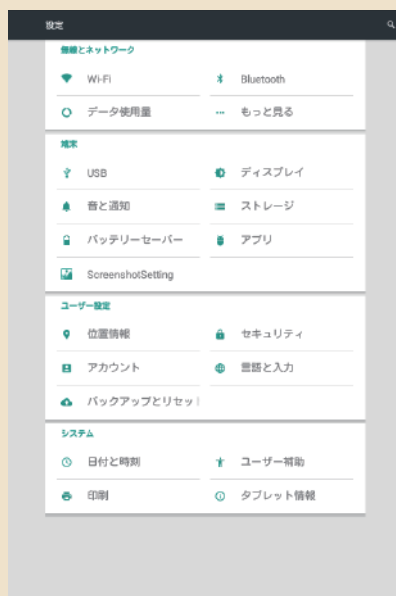 設定
無線とネットワーク
Wi-Fi
Bluetooth
データ使用量
もっと見る
端末
USB
ディスプレイ
音と通知
ストレージ
バッテリーセーバー
アプリ
ScreenshotSetting
ユーザー設定
位置情報
セキュリティ
アカウント
言語と入力
バックアップとリセッ
システム
日付と時刻
ユーザー補助
印刷
タブレット情報